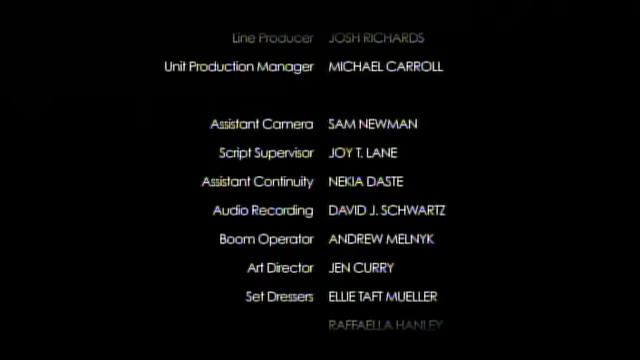 Line Producer JOSH RICHARDS
Unit Production Manager MICHAEL CARROLL
Assistant Camera SAM NEWMAN
Script Supervisor JOY T. LANE
Assistant Continuity NEKIA DASTE
Audio Recording DAVID J. SCHWARTZ
Boom Operator ANDREW MELNYK
Art Director JEN CURRY
Set Dressers ELLIE TAFT MUELLER
RAFFAELLA HANLEY